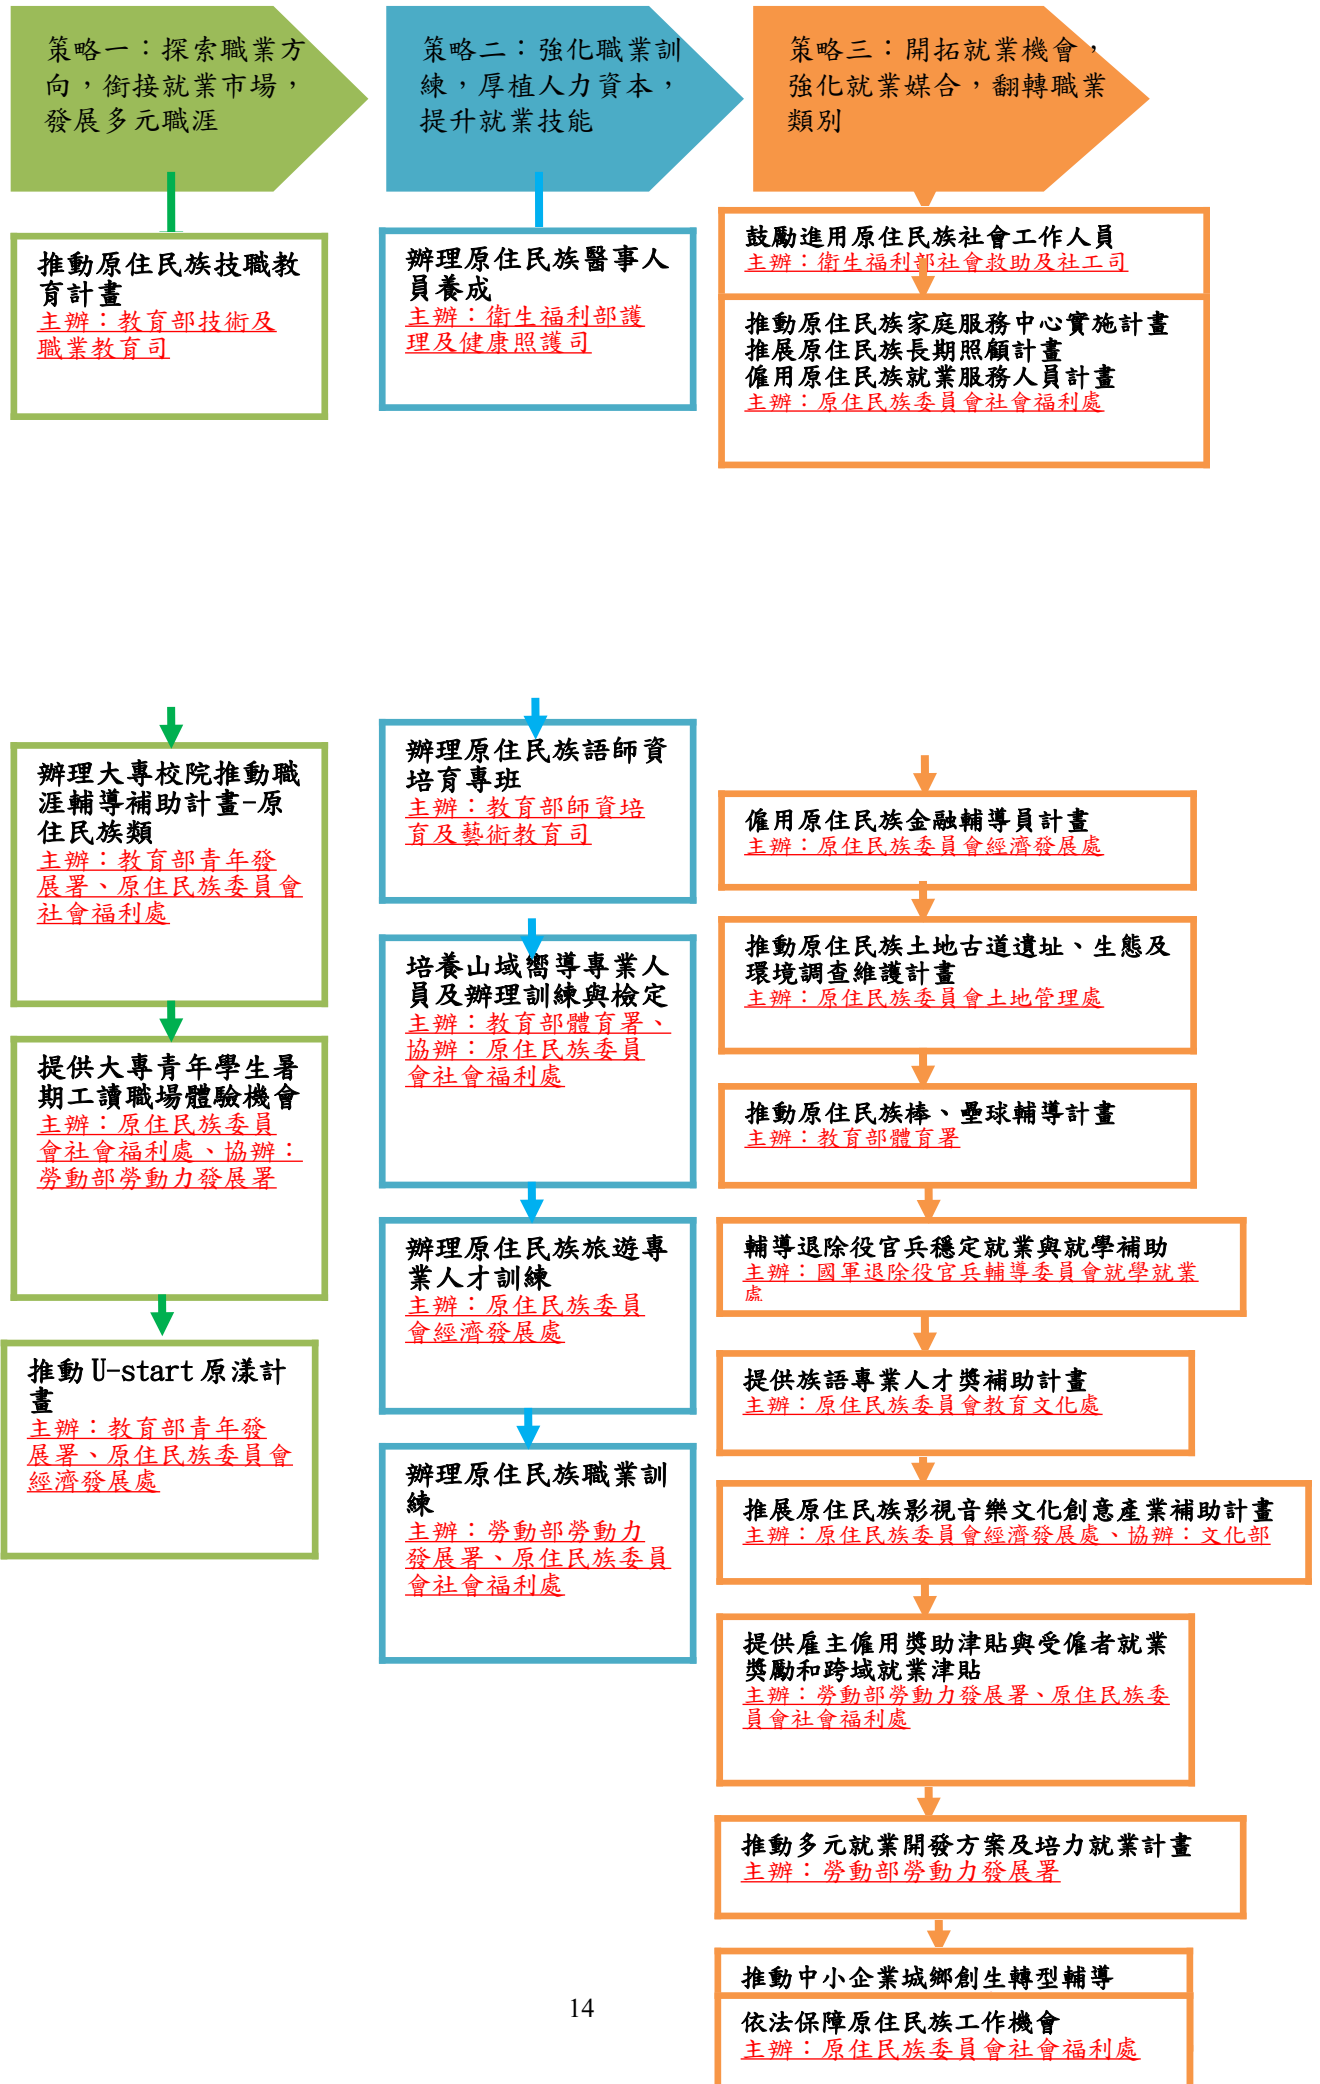 策略一：探索職業方
向，銜接就業市場，
發展多元職涯
推動原住民族技職教
育計畫
主辦：教育部技術及
職業教育司
辦理大專校院推動職
涯輔導補助計畫-原
住民族類
主辦：教育部青年發
展署、原住民族委員會
社會福利處
提供大專青年學生暑
期工讀職場體驗機會
主辦：原住民族委員
會社會福利處、協辦：
勞動部勞動力發展署
推動 U-start 原漾計
畫
主辦：教育部青年發
展署、原住民族委員會
經濟發展處
策略二：強化職業訓
練，厚植人力資本，
提升就業技能
辦理原住民族醫事人
員養成
主辦：衛生福利部護
理及健康照護司
辦理原住民族語師資
培育專班
主辦：教育部師資培
育及藝術教育司
培養山域嚮導專業人
員及辦理訓練與檢定
主辦：教育部體育署、
協辦：原住民族委員
會社會福利處
辦理原住民族旅遊專
業人才訓練
主辦：原住民族委員
會經濟發展處
辦理原住民族職業訓
練
主辦：勞動部勞動力
發展署、原住民族委員
會社會福利處
策略三：開拓就業機會，
強化就業媒合，翻轉職業
類別
鼓勵進用原住民族社會工作人員
主辦：衛生福利部社會救助及社工司
推動原住民族家庭服務中心實施計畫
推展原住民族長期照顧計畫
僱用原住民族就業服務人員計畫
主辦：原住民族委員會社會福利處
僱用原住民族金融輔導員計畫
主辦：原住民族委員會經濟發展處
推動原住民族土地古道遺址、生態及
環境調查維護計畫
主辦：原住民族委員會土地管理處
推動原住民族棒、壘球輔導計畫
主辦：教育部體育署
輔導退除役官兵穩定就業與就學補助
主辦：國軍退除役官兵輔導委員會就學就業
處
提供族語專業人才獎補助計畫
主辦：原住民族委員會教育文化處
推展原住民族影視音樂文化創意產業補助計畫
主辦：原住民族委員會經濟發展處、協辦：文化部
提供雇主僱用獎助津貼與受僱者就業
獎勵和跨域就業津貼
主辦：勞動部勞動力發展署、原住民族委
員會社會福利處
推動多元就業開發方案及培力就業計畫
主辦：勞動部勞動力發展署
推動中小企業城鄉創生轉型輔導
依法保障原住民族工作機會
主辦：原住民族委員會社會福利處
14